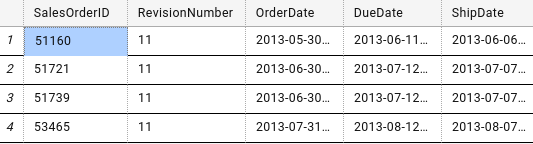 SalesOrderID RevisionNumber OrderDate DueDate ShipDate
1 51160 11 2013-05-30... 2013-06-11... 2013-06-06...
2 51721 11 2013-06-30... 2013-07-12... 2013-07-07...
3 51739 11 2013-06-30... 2013-07-12... 2013-07-07...
4 53465 11 2013-07-31... 2013-08-12... 2013-08-07...